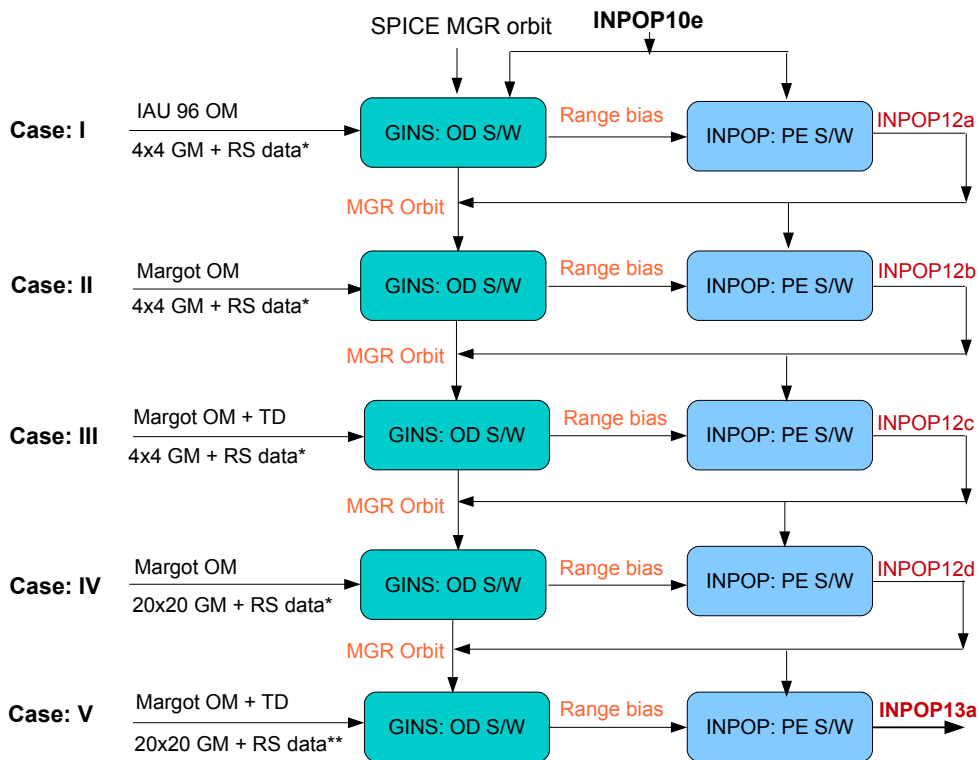 SPICE MGR orbit
INPOP10e
Case: I
IAU 96 OM
4x4 GM + RS data*
GINS: OD S/W
Range bias
INPOP: PE S/W
INPOP12a
MGR Orbit
Case: II
Margot OM
4x4 GM + RS data*
GINS: OD S/W
Range bias
INPOP: PE S/W
INPOP12b
MGR Orbit
Case: III
Margot OM + TD
4x4 GM + RS data*
GINS: OD S/W
Range bias
INPOP: PE S/W
INPOP12c
MGR Orbit
Case: IV
Margot OM
20x20 GM + RS data*
GINS: OD S/W
Range bias
INPOP: PE S/W
INPOP12d
MGR Orbit
Case: V
Margot OM + TD
20x20 GM + RS data**
GINS: OD S/W
Range bias
INPOP: PE S/W
INPOP13a